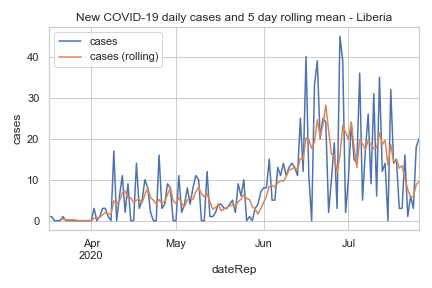 New COVID-19 daily cases and 5 day rolling mean - Liberia
cases
cases (rolling)
40
30
20
10
0
cases
Apr
2020
May
Jun
Jul
dateRep